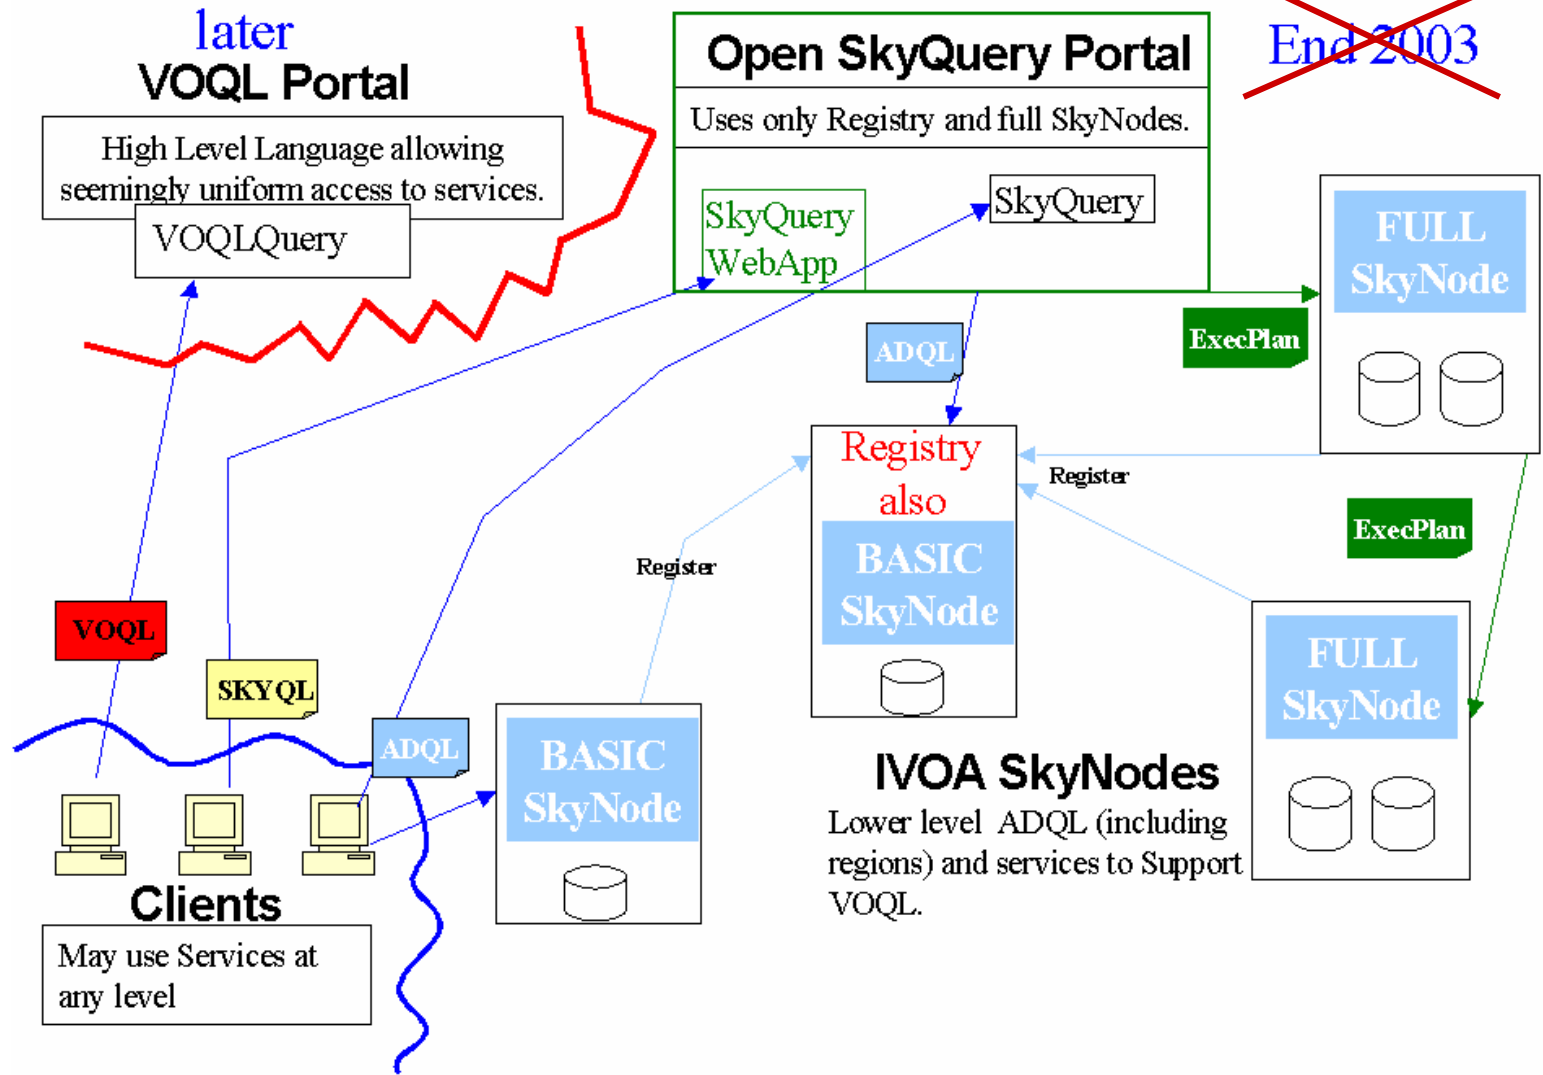 later
VOQL Portal
High Level Language allowing
seemingly uniform access to services.
VOQLQuery
Open SkyQuery Portal
Uses only Registry and full SkyNodes.
SkyQuery
WebApp
SkyQuery
End 2003
FULL
SkyNode
ADQL
ExecPlan
Registry
also
BASIC
SkyNode
Register
Register
ExecPlan
FULL
SkyNode
VOQL
SKYQL
ADQL
BASIC
SkyNode
IVOA SkyNodes
Lower level ADQL (including
regions) and services to Support
VOQL.
Clients
May use Services at
any level